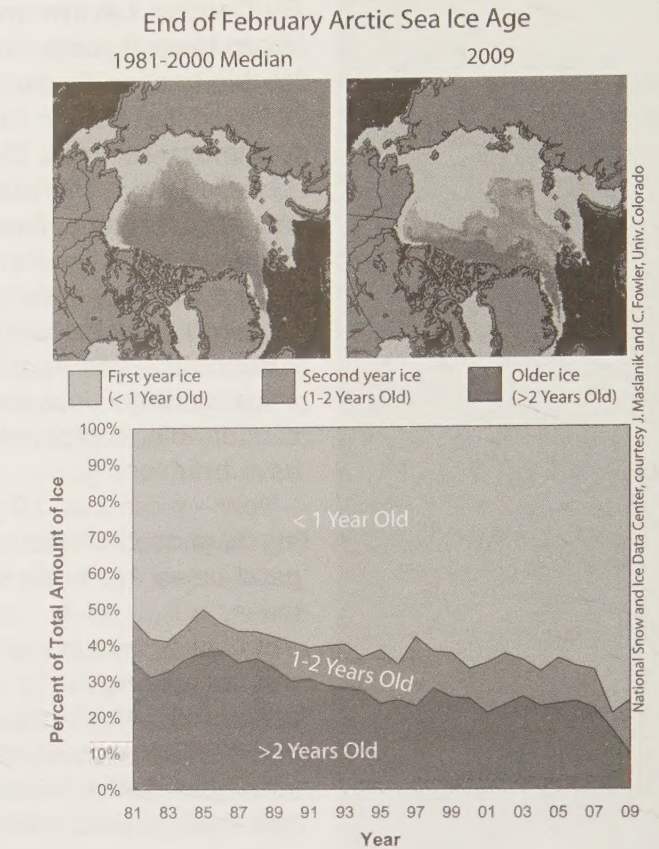 End of February Arctic Sea Ice Age
1981-2000 Median
2009
First year ice
(< 1 Year Old)
Second year ice
(1-2 Years Old)
Older ice
(>2 Years Old)
100%
90%
80%
70%
60%
50%
40%
30%
20%
10%
0%
Percent of Total Amount of Ice
< 1 Year Old
1-2 Years Old
>2 Years Old
81 83 85 87 89 91 93 95 97 99 01 03 05 07 09
Year
National Snow and Ice Data Center, courtesy J. Maslanik and C. Fowler, Univ. Colorado